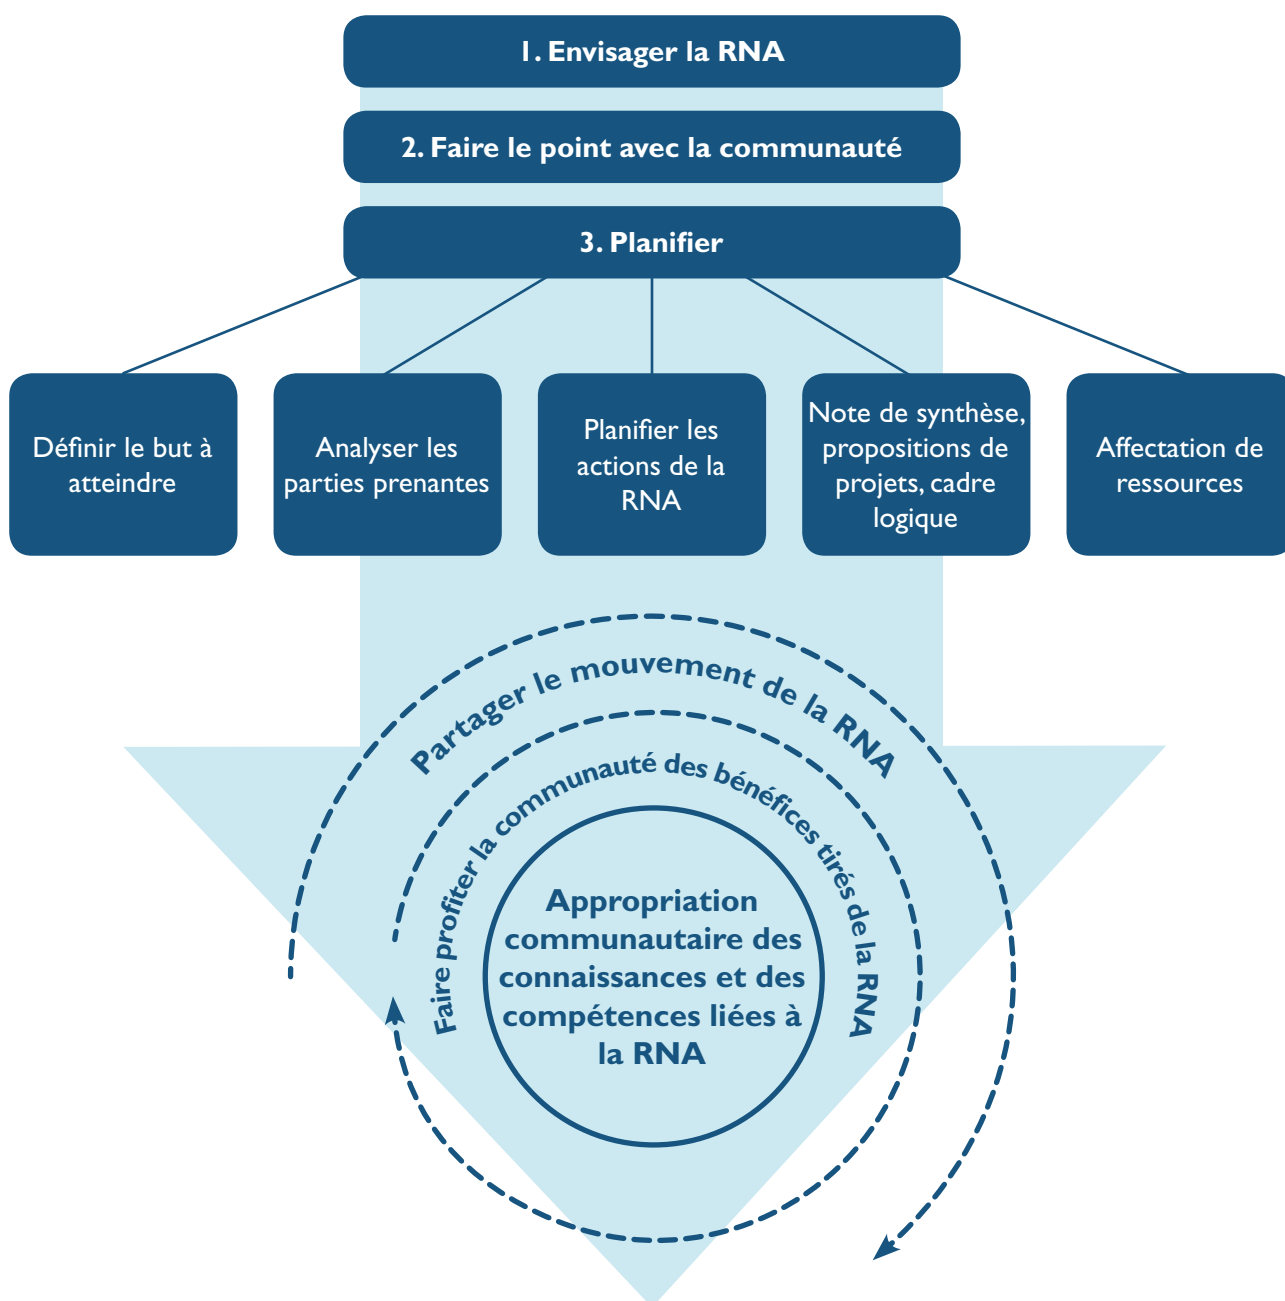 1. Envisager la RNA
2. Faire le point avec la communauté
3. Planifier
Définir le but à
atteindre
Analyser les
parties prenantes
Planifier les
actions de la
RNA
Note de synthèse,
propositions de
projets, cadre
logique
Affectation de
ressources
Partager le mouvement de la RNA
Faire profiter la communauté des bénéfices tirés de la RNA
Appropriation
communautaire des
connaissances et des
compétences liées à
la RNA